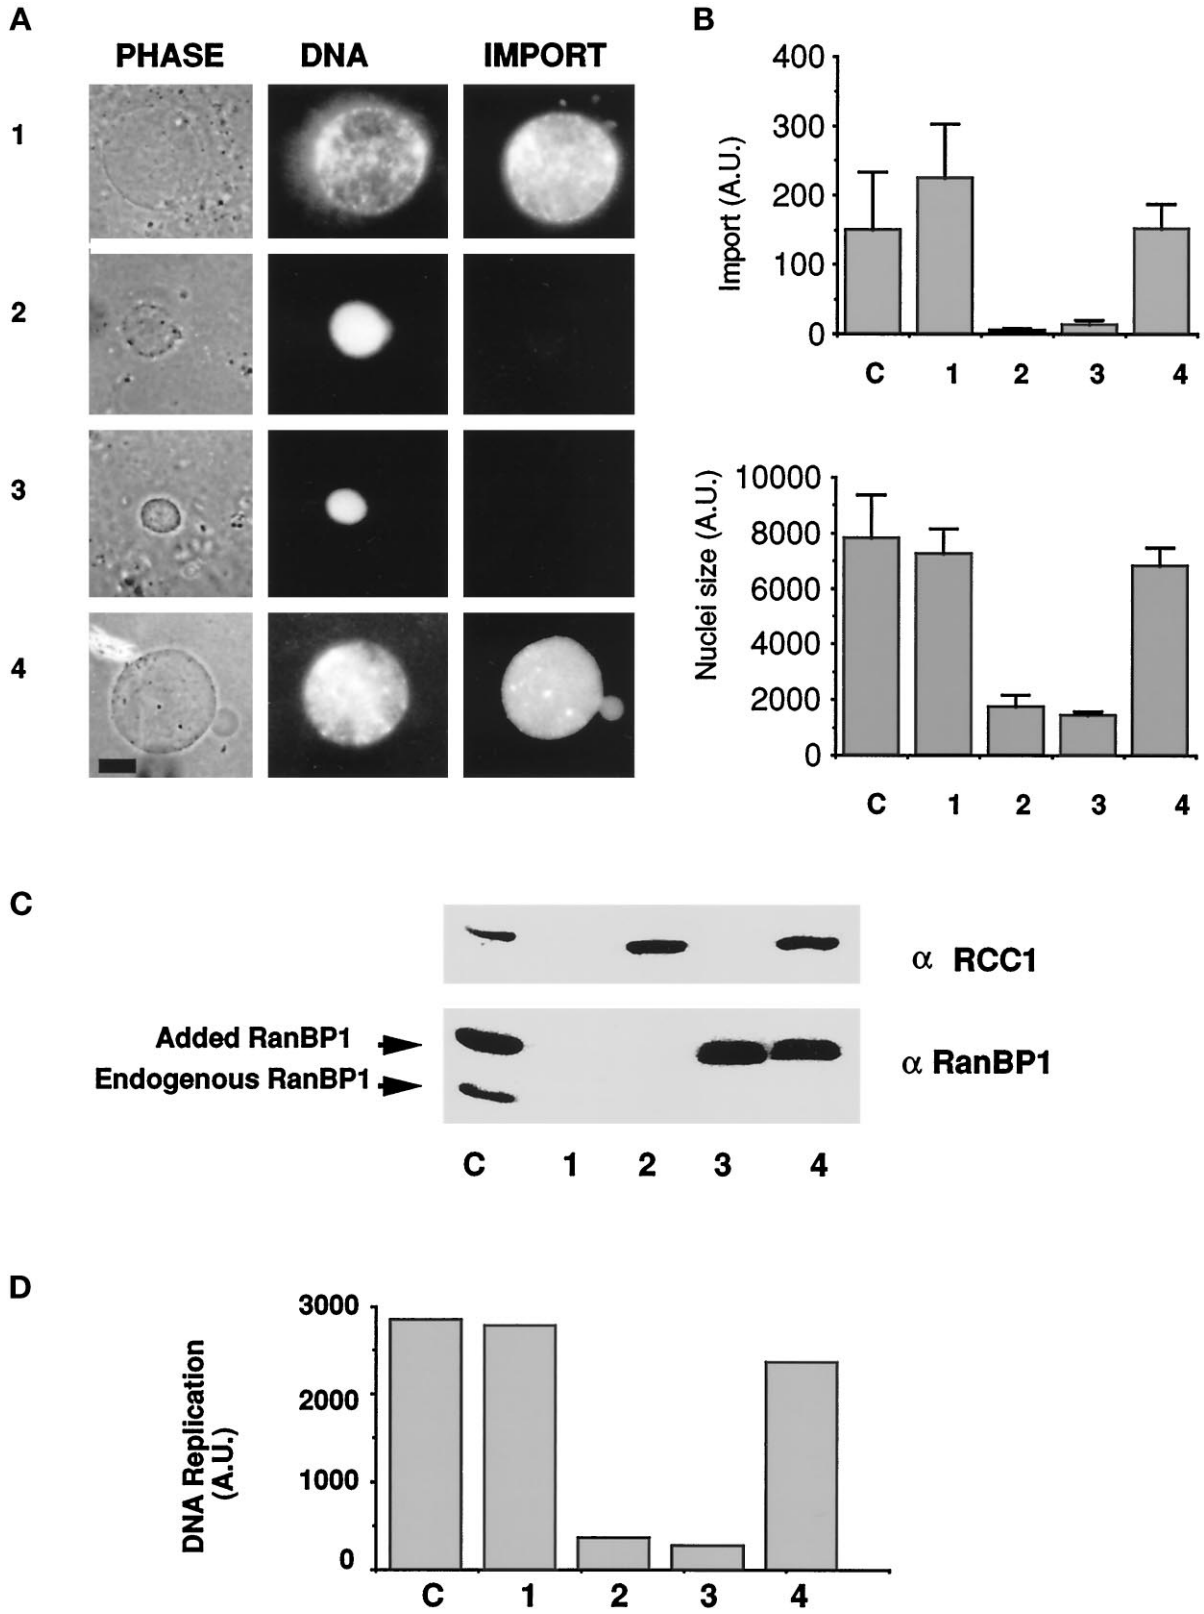 A
PHASE DNA IMPORT
1
2
3
4
B
Import (A.U.)
400
300
200
100
0
C 1 2 3 4
Nuclei size (A.U.)
10000
8000
6000
4000
2000
0
C 1 2 3 4
C
α RCC1
Added RanBP1
Endogenous RanBP1
α RanBP1
C 1 2 3 4
D
DNA Replication
(A.U.)
3000
2000
1000
0
C 1 2 3 4